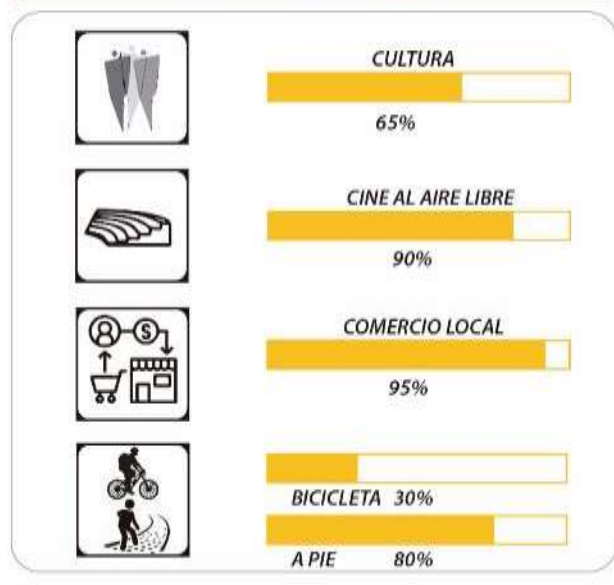 CULTURA
65%
CINE AL AIRE LIBRE
90%
$
COMERCIO LOCAL
95%
BICICLETA 30%
A PIE 80%